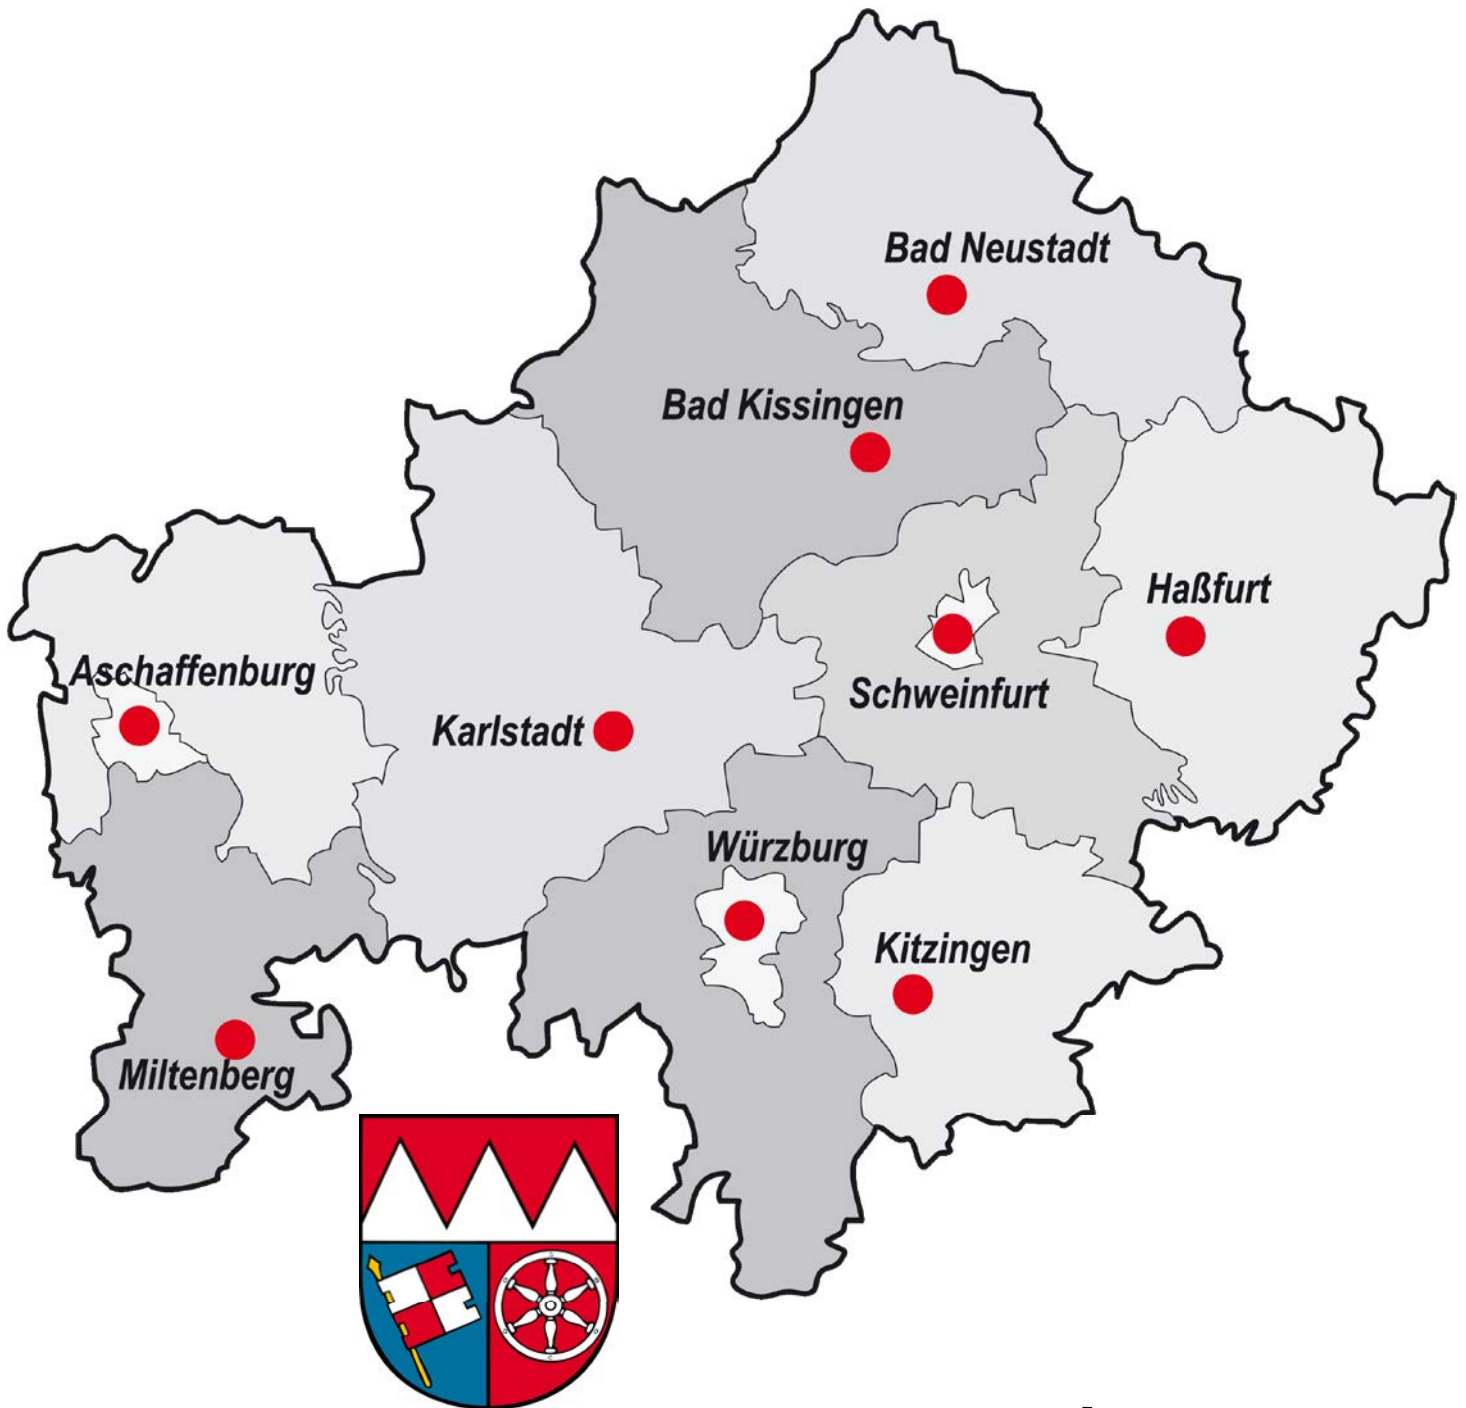 Bad Neustadt
Bad Kissingen
Haßfurt
Aschaffenburg
Schweinfurt
Karlstadt
Würzburg
Kitzingen
Miltenberg